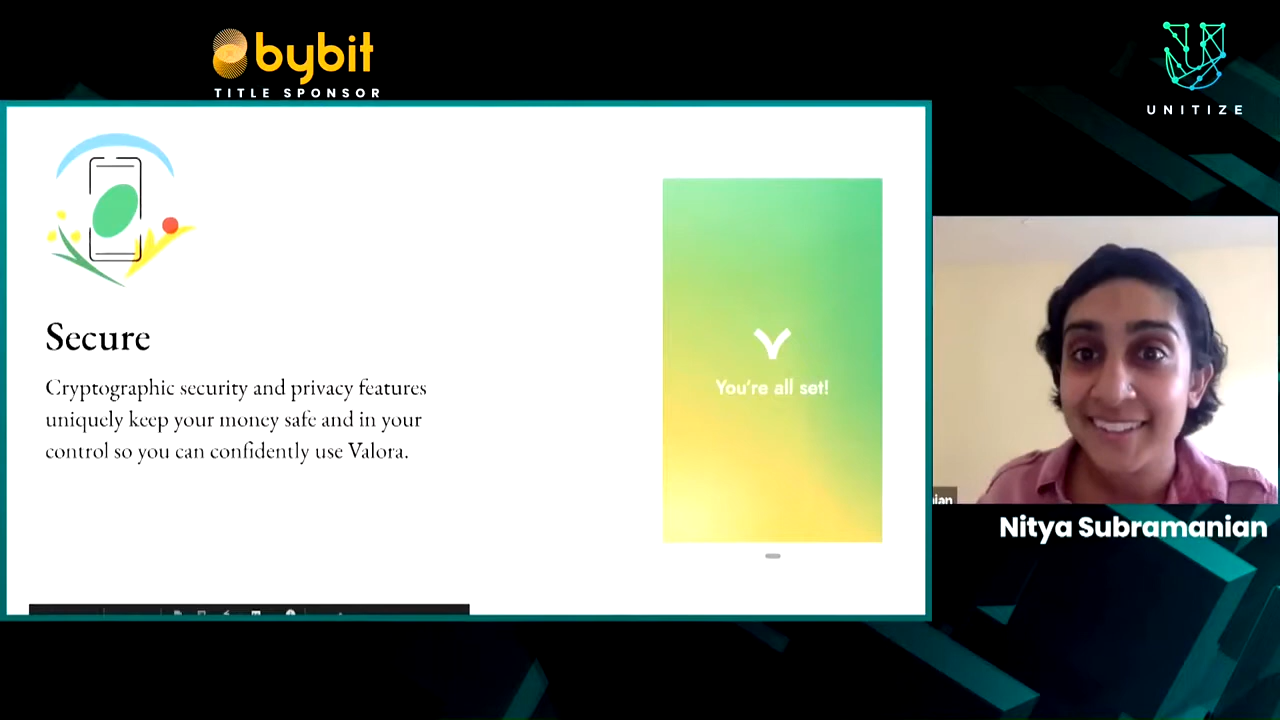 bybit
TITLE SPONSOR
UNITIZE
Secure
Cryptographic security and privacy features
uniquely keep your money safe and in your
control so you can confidently use Valora.
You're all set!
Nitya Subramanian